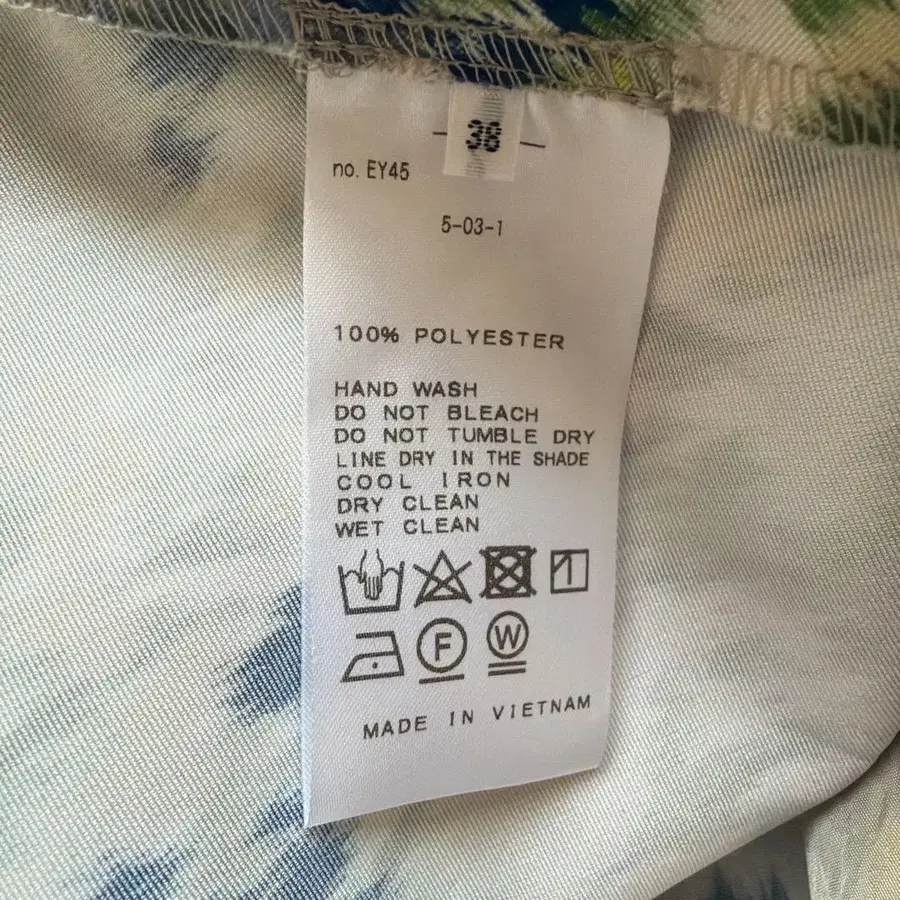 38
no. EY45
5-03-1
100% POLYESTER
HAND WASH
DO NOT BLEACH
DO NOT TUMBLE DRY
LINE DRY IN THE SHADE
COOL IRON
DRY CLEAN
WET CLEAN
F W
MADE IN VIETNAM